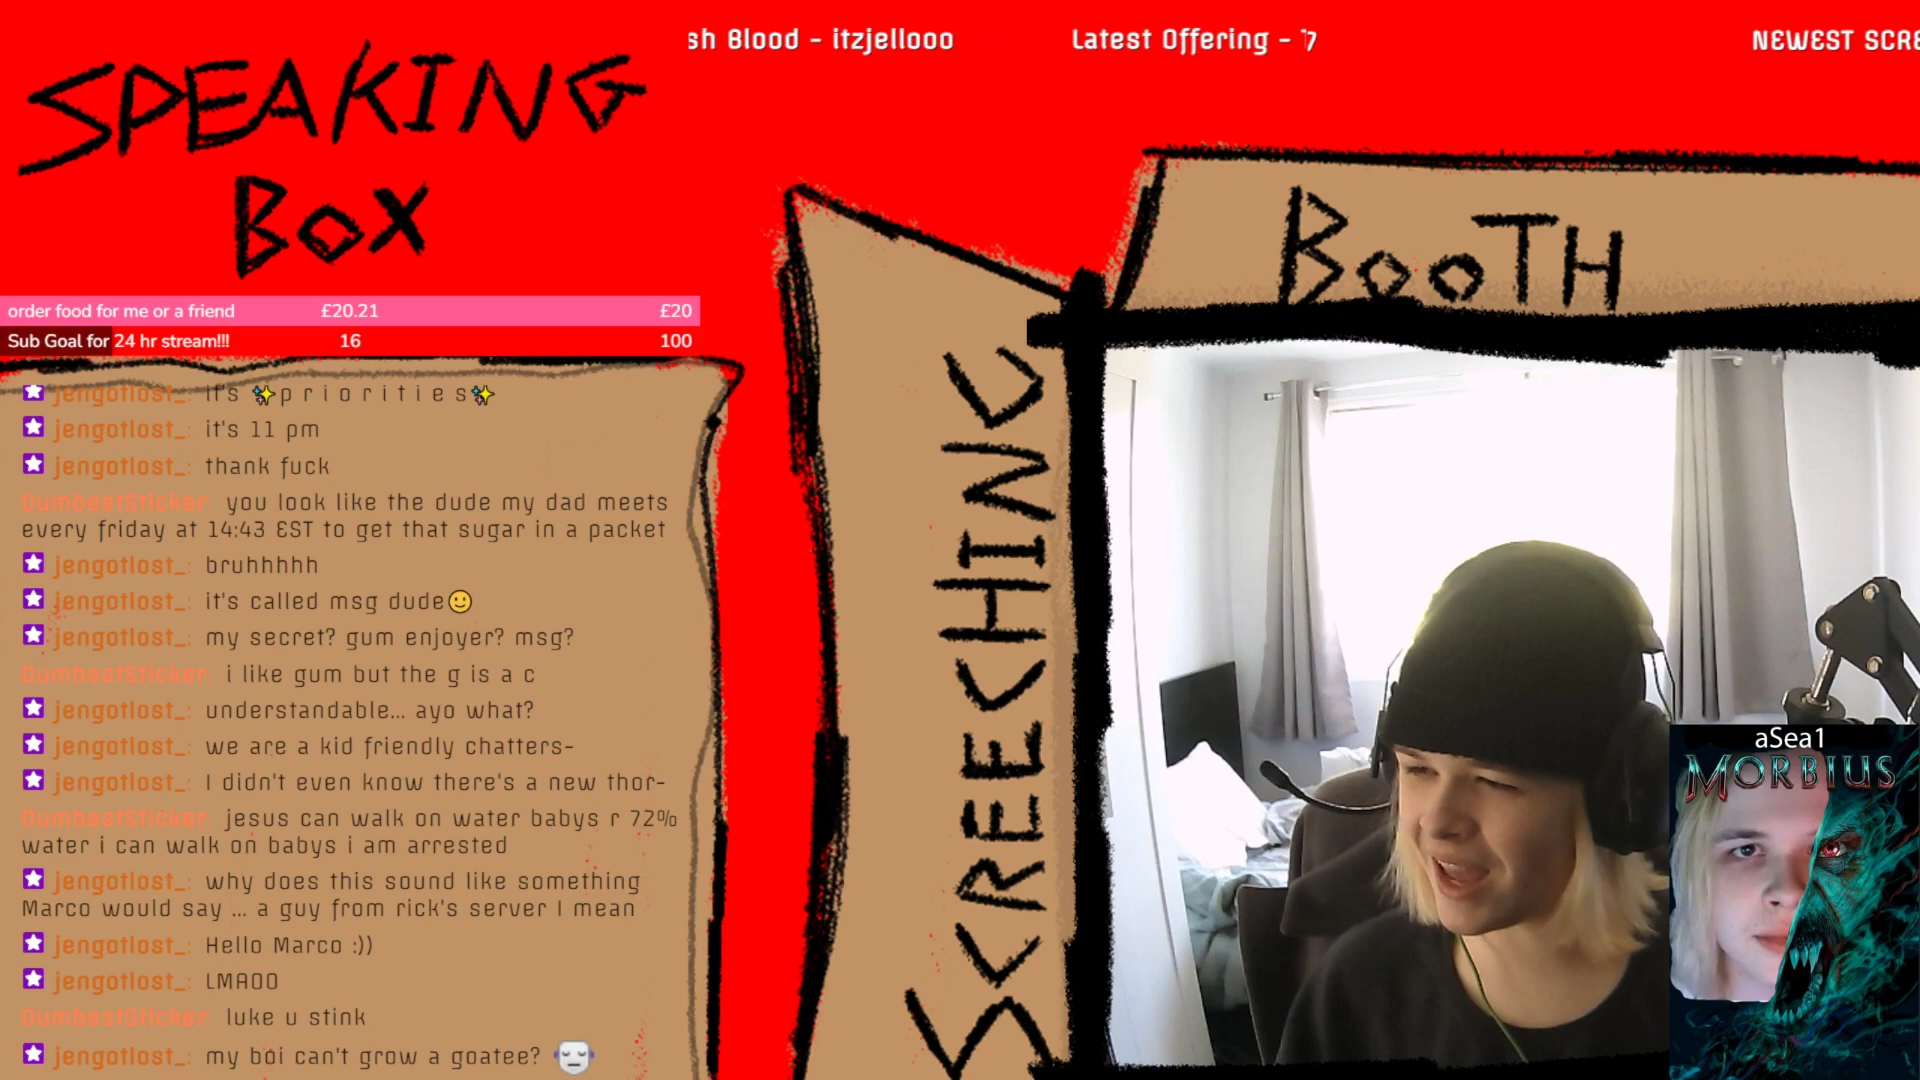 sh Blood - itzjellooo
Latest Offering -
NEWEST SCRE
SPEAKING
BOX
BOOTH
SCREECHING
order food for me or a friend £20.21 £20
Sub Goal for 24 hr stream!!! 16 100
jengotlost_: it's ✨p r i o r i t i e s✨
jengotlost_: it's 11 pm
jengotlost_: thank fuck
DumbestSticker: you look like the dude my dad meets
every friday at 14:43 EST to get that sugar in a packet
jengotlost_: bruhhhhh
jengotlost_: it's called msg dude🙂
jengotlost_: my secret? gum enjoyer? msg?
DumbestSticker: i like gum but the g is a c
jengotlost_: understandable... ayo what?
jengotlost_: we are a kid friendly chatters-
jengotlost_: I didn't even know there's a new thor-
DumbestSticker: jesus can walk on water babys r 72%
water i can walk on babys i am arrested
jengotlost_: why does this sound like something
Marco would say ... a guy from rick's server I mean
jengotlost_: Hello Marco :))
jengotlost_: LMAOO
DumbestSticker: luke u stink
jengotlost_: my boi can't grow a goatee?
aSea1
MORBIUS